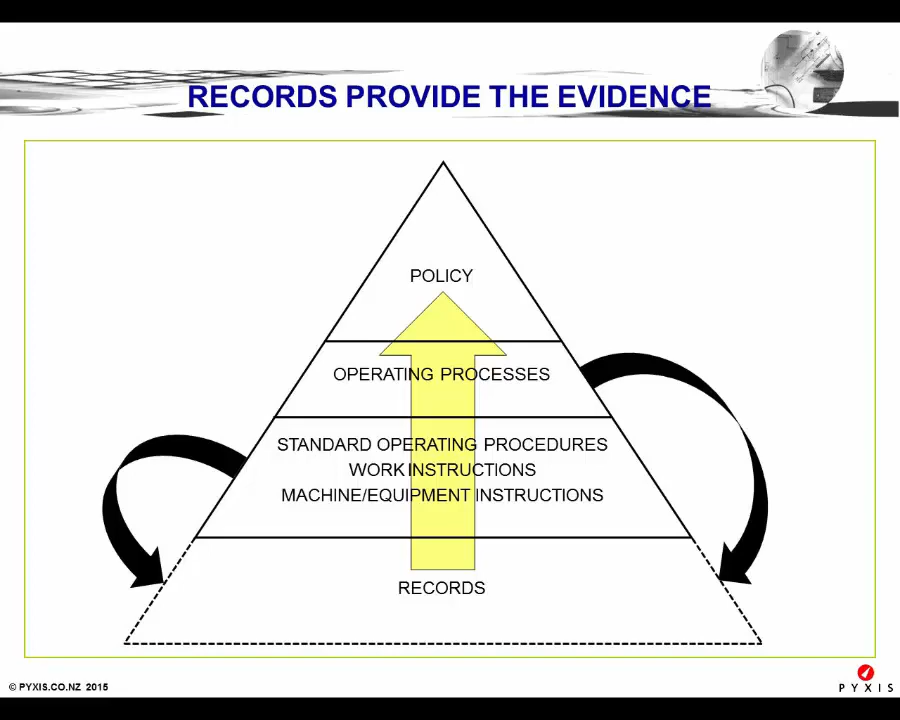 RECORDS PROVIDE THE EVIDENCE
POLICY
OPERATING PROCESSES
STANDARD OPERATING PROCEDURES
WORK INSTRUCTIONS
MACHINE/EQUIPMENT INSTRUCTIONS
RECORDS
© PYXIS.CO.NZ 2015
PYXIS